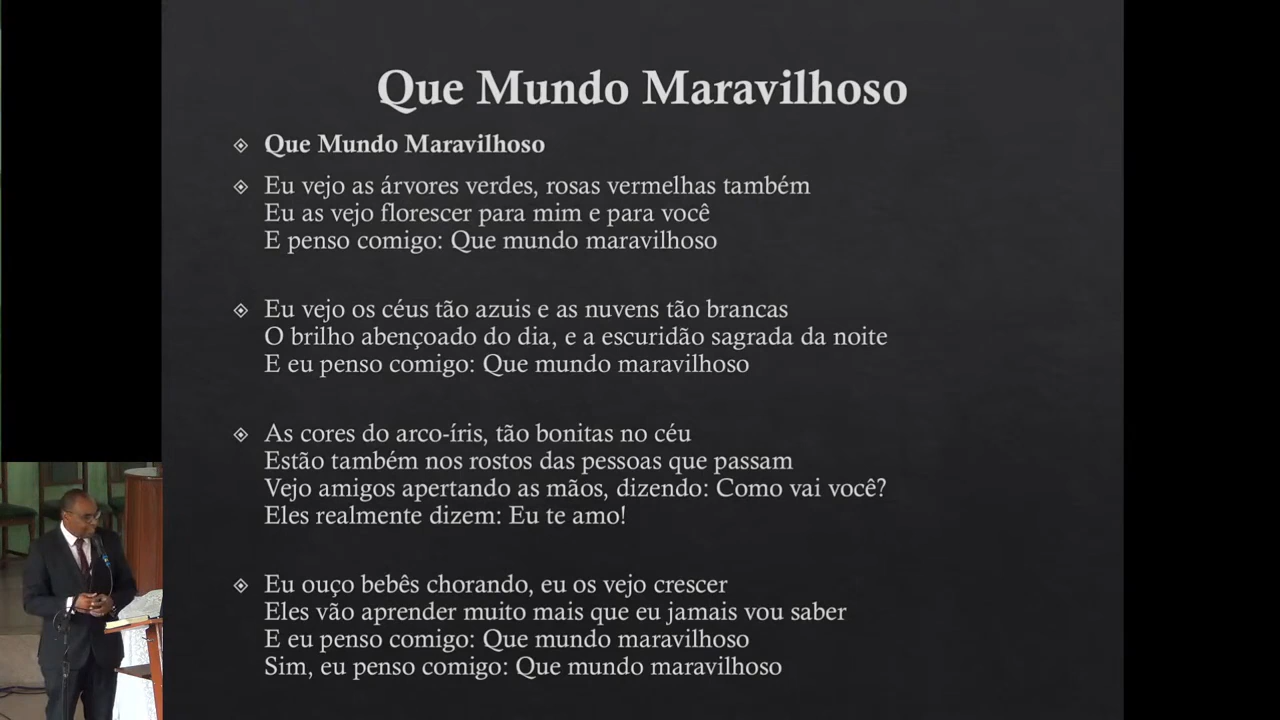 Que Mundo Maravilhoso
Que Mundo Maravilhoso
Eu vejo as árvores verdes, rosas vermelhas também
Eu as vejo florescer para mim e para você
E penso comigo: Que mundo maravilhoso
Eu vejo os céus tão azuis e as nuvens tão brancas
O brilho abençoado do dia, e a escuridão sagrada da noite
E eu penso comigo: Que mundo maravilhoso
As cores do arco-íris, tão bonitas no céu
Estão também nos rostos das pessoas que passam
Vejo amigos apertando as mãos, dizendo: Como vai você?
Eles realmente dizem: Eu te amo!
Eu ouço bebês chorando, eu os vejo crescer
Eles vão aprender muito mais que eu jamais vou saber
E eu penso comigo: Que mundo maravilhoso
Sim, eu penso comigo: Que mundo maravilhoso